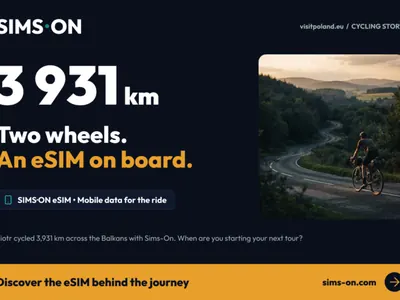 SIMS·ON
visitpoland.eu / CYCLING STOR
3 931 km
Two wheels.
An eSIM on board.
SIMS·ON eSIM • Mobile data for the ride
iotr cycled 3,931 km across the Balkans with Sims-On. When are you starting your next tour?
Discover the eSIM behind the journey
sims-on.com